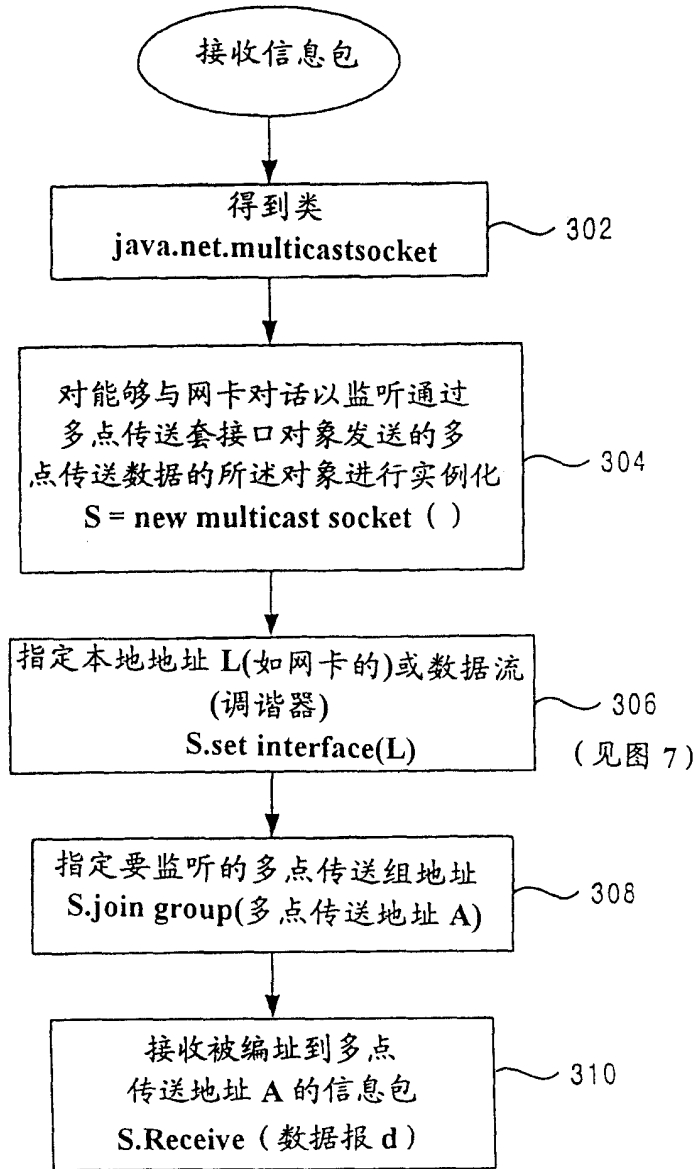 接收信息包
得到类
java.net.multicastsocket
302
对能够与网卡对话以监听通过
多点传送套接口对象发送的多
点传送数据的所述对象进行实例化
S = new multicast socket ( )
304
指定本地地址 L(如网卡的)或数据流
(调谐器)
S.set interface(L)
306
(见图 7)
指定要监听的多点传送组地址
S.join group(多点传送地址 A)
308
接收被编址到多点
传送地址 A 的信息包
S.Receive (数据报 d)
310